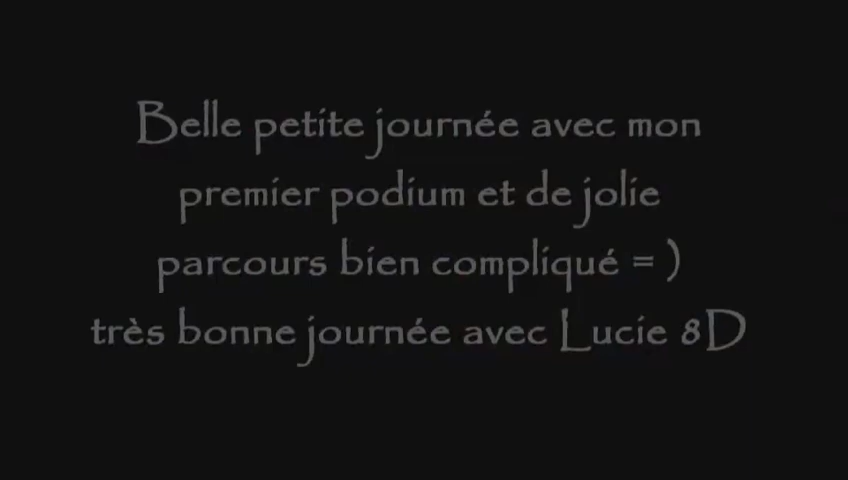 Belle petite journée avec mon
premier podium et de jolie
parcours bien compliqué = )
très bonne journée avec Lucie 8D